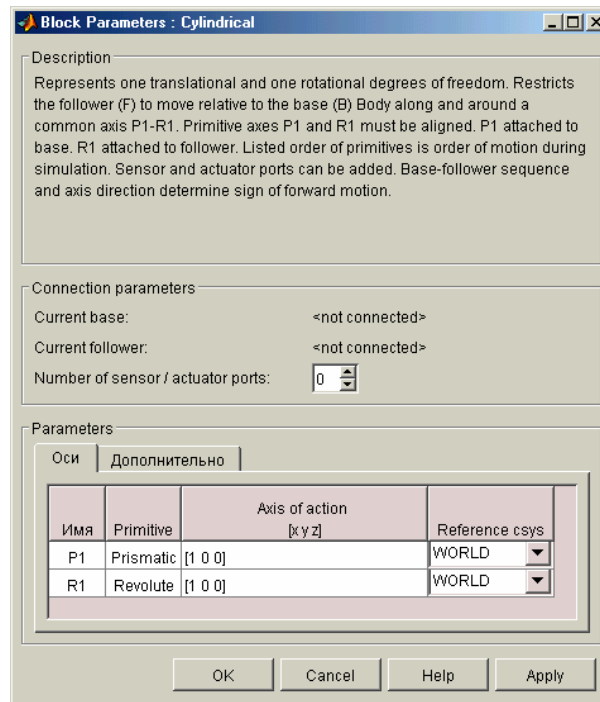 Block Parameters : Cylindrical
Description
Represents one translational and one rotational degrees of freedom. Restricts
the follower (F) to move relative to the base (B) Body along and around a
common axis P1-R1. Primitive axes P1 and R1 must be aligned. P1 attached to
base. R1 attached to follower. Listed order of primitives is order of motion during
simulation. Sensor and actuator ports can be added. Base-follower sequence
and axis direction determine sign of forward motion.
Connection parameters
Current base: <not connected>
Current follower: <not connected>
Number of sensor / actuator ports: 0
Parameters
Оси Дополнительно
Имя Primitive Axis of action [x y z] Reference csys
P1 Prismatic [1 0 0] WORLD
R1 Revolute [1 0 0] WORLD
OK Cancel Help Apply